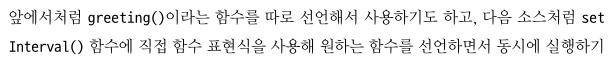 앞에서처럼 greeting()이라는 함수를 따로 선언해서 사용하기도 하고, 다음 소스처럼 set
Interval() 함수에 직접 함수 표현식을 사용해 원하는 함수를 선언하면서 동시에 실행하기